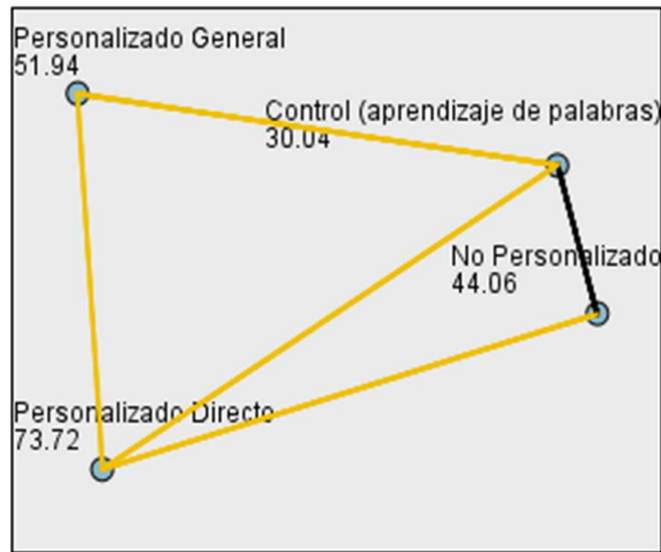 Personalizado General
51.94
Control (aprendizaje de palabras)
30.04
No Personalizado
44.06
Personalizado Directo
73.72